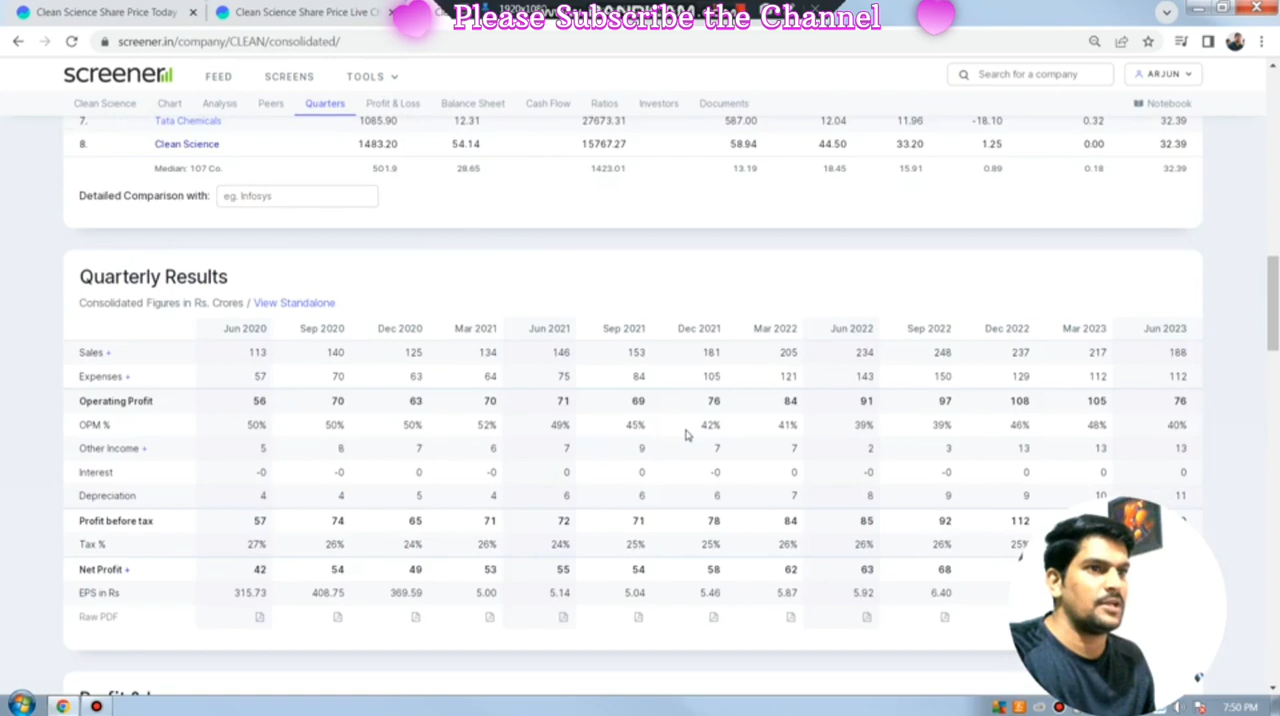 Clean Science Share Price Today
Clean Science Share Price Live
1920x1080
Please Subscribe the Channel
screener.in/company/CLEAN/consolidated/
screener
FEED SCREENS TOOLS
Search for a company
ARJUN
Clean Science Chart Analysis Peers Quarters Profit & Loss Balance Sheet Cash Flow Ratios Investors Documents Notebook
7. Tata Chemicals 1085.90 12.31 27673.31 587.00 12.04 11.96 -18.10 0.32 32.39
8. Clean Science 1483.20 54.14 15767.27 58.94 44.50 33.20 1.25 0.00 32.39
Median: 107 Co. 501.9 28.65 1423.01 13.19 18.45 15.91 0.89 0.18 32.39
Detailed Comparison with: eg. Infosys
Quarterly Results
Consolidated Figures in Rs. Crores / View Standalone
Jun 2020 Sep 2020 Dec 2020 Mar 2021 Jun 2021 Sep 2021 Dec 2021 Mar 2022 Jun 2022 Sep 2022 Dec 2022 Mar 2023 Jun 2023
Sales + 113 140 125 134 146 153 181 205 234 248 237 217 188
Expenses + 57 70 63 64 75 84 105 121 143 150 129 112 112
Operating Profit 56 70 63 70 71 69 76 84 91 97 108 105 76
OPM % 50% 50% 50% 52% 49% 45% 42% 41% 39% 39% 46% 48% 40%
Other Income + 5 8 7 6 7 9 7 7 2 3 13 13 13
Interest -0 -0 0 -0 0 0 -0 0 -0 -0 0 0 0
Depreciation 4 4 5 4 6 6 6 7 8 9 9 10 11
Profit before tax 57 74 65 71 72 71 78 84 85 92 112
Tax % 27% 26% 24% 26% 24% 25% 25% 26% 26% 26% 25%
Net Profit + 42 54 49 53 55 54 58 62 63 68
EPS in Rs 315.73 408.75 369.59 5.00 5.14 5.04 5.46 5.87 5.92 6.40
Raw PDF
7:50 PM